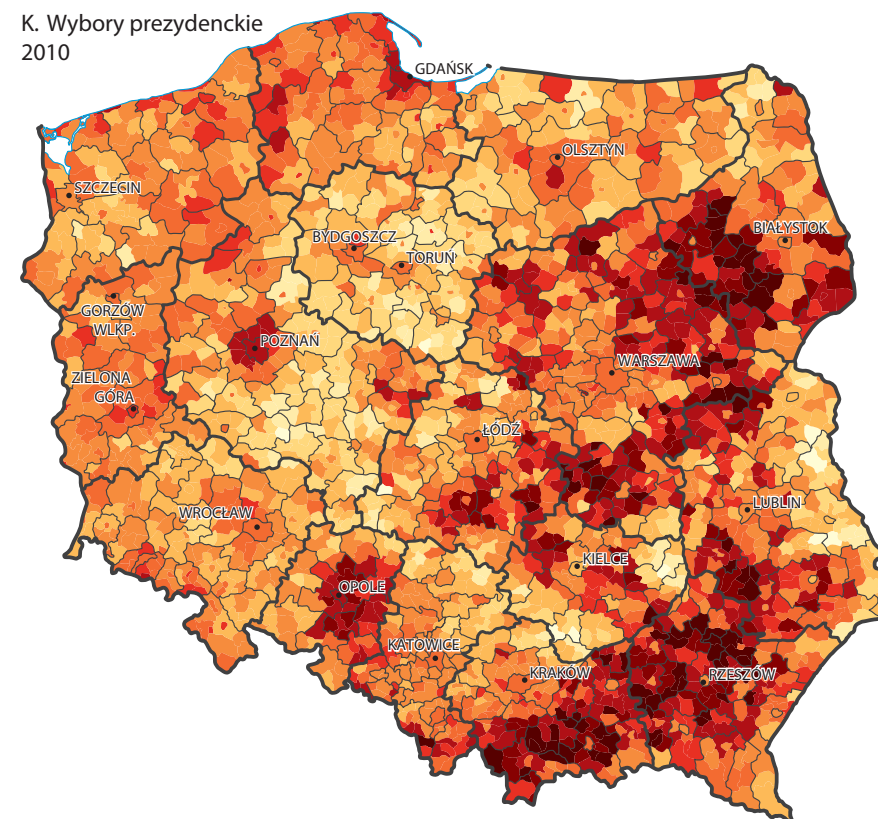 K. Wybory prezydenckie
2010
GDAŃSK
OLSZTYN
SZCZECIN
BIAŁYSTOK
BYDGOSZCZ
TORUŃ
GORZÓW
WLKP.
POZNAŃ
WARSZAWA
ZIELONA
GÓRA
ŁÓDŹ
LUBLIN
WROCŁAW
KIELCE
OPOLE
KATOWICE
KRAKÓW
RZESZÓW